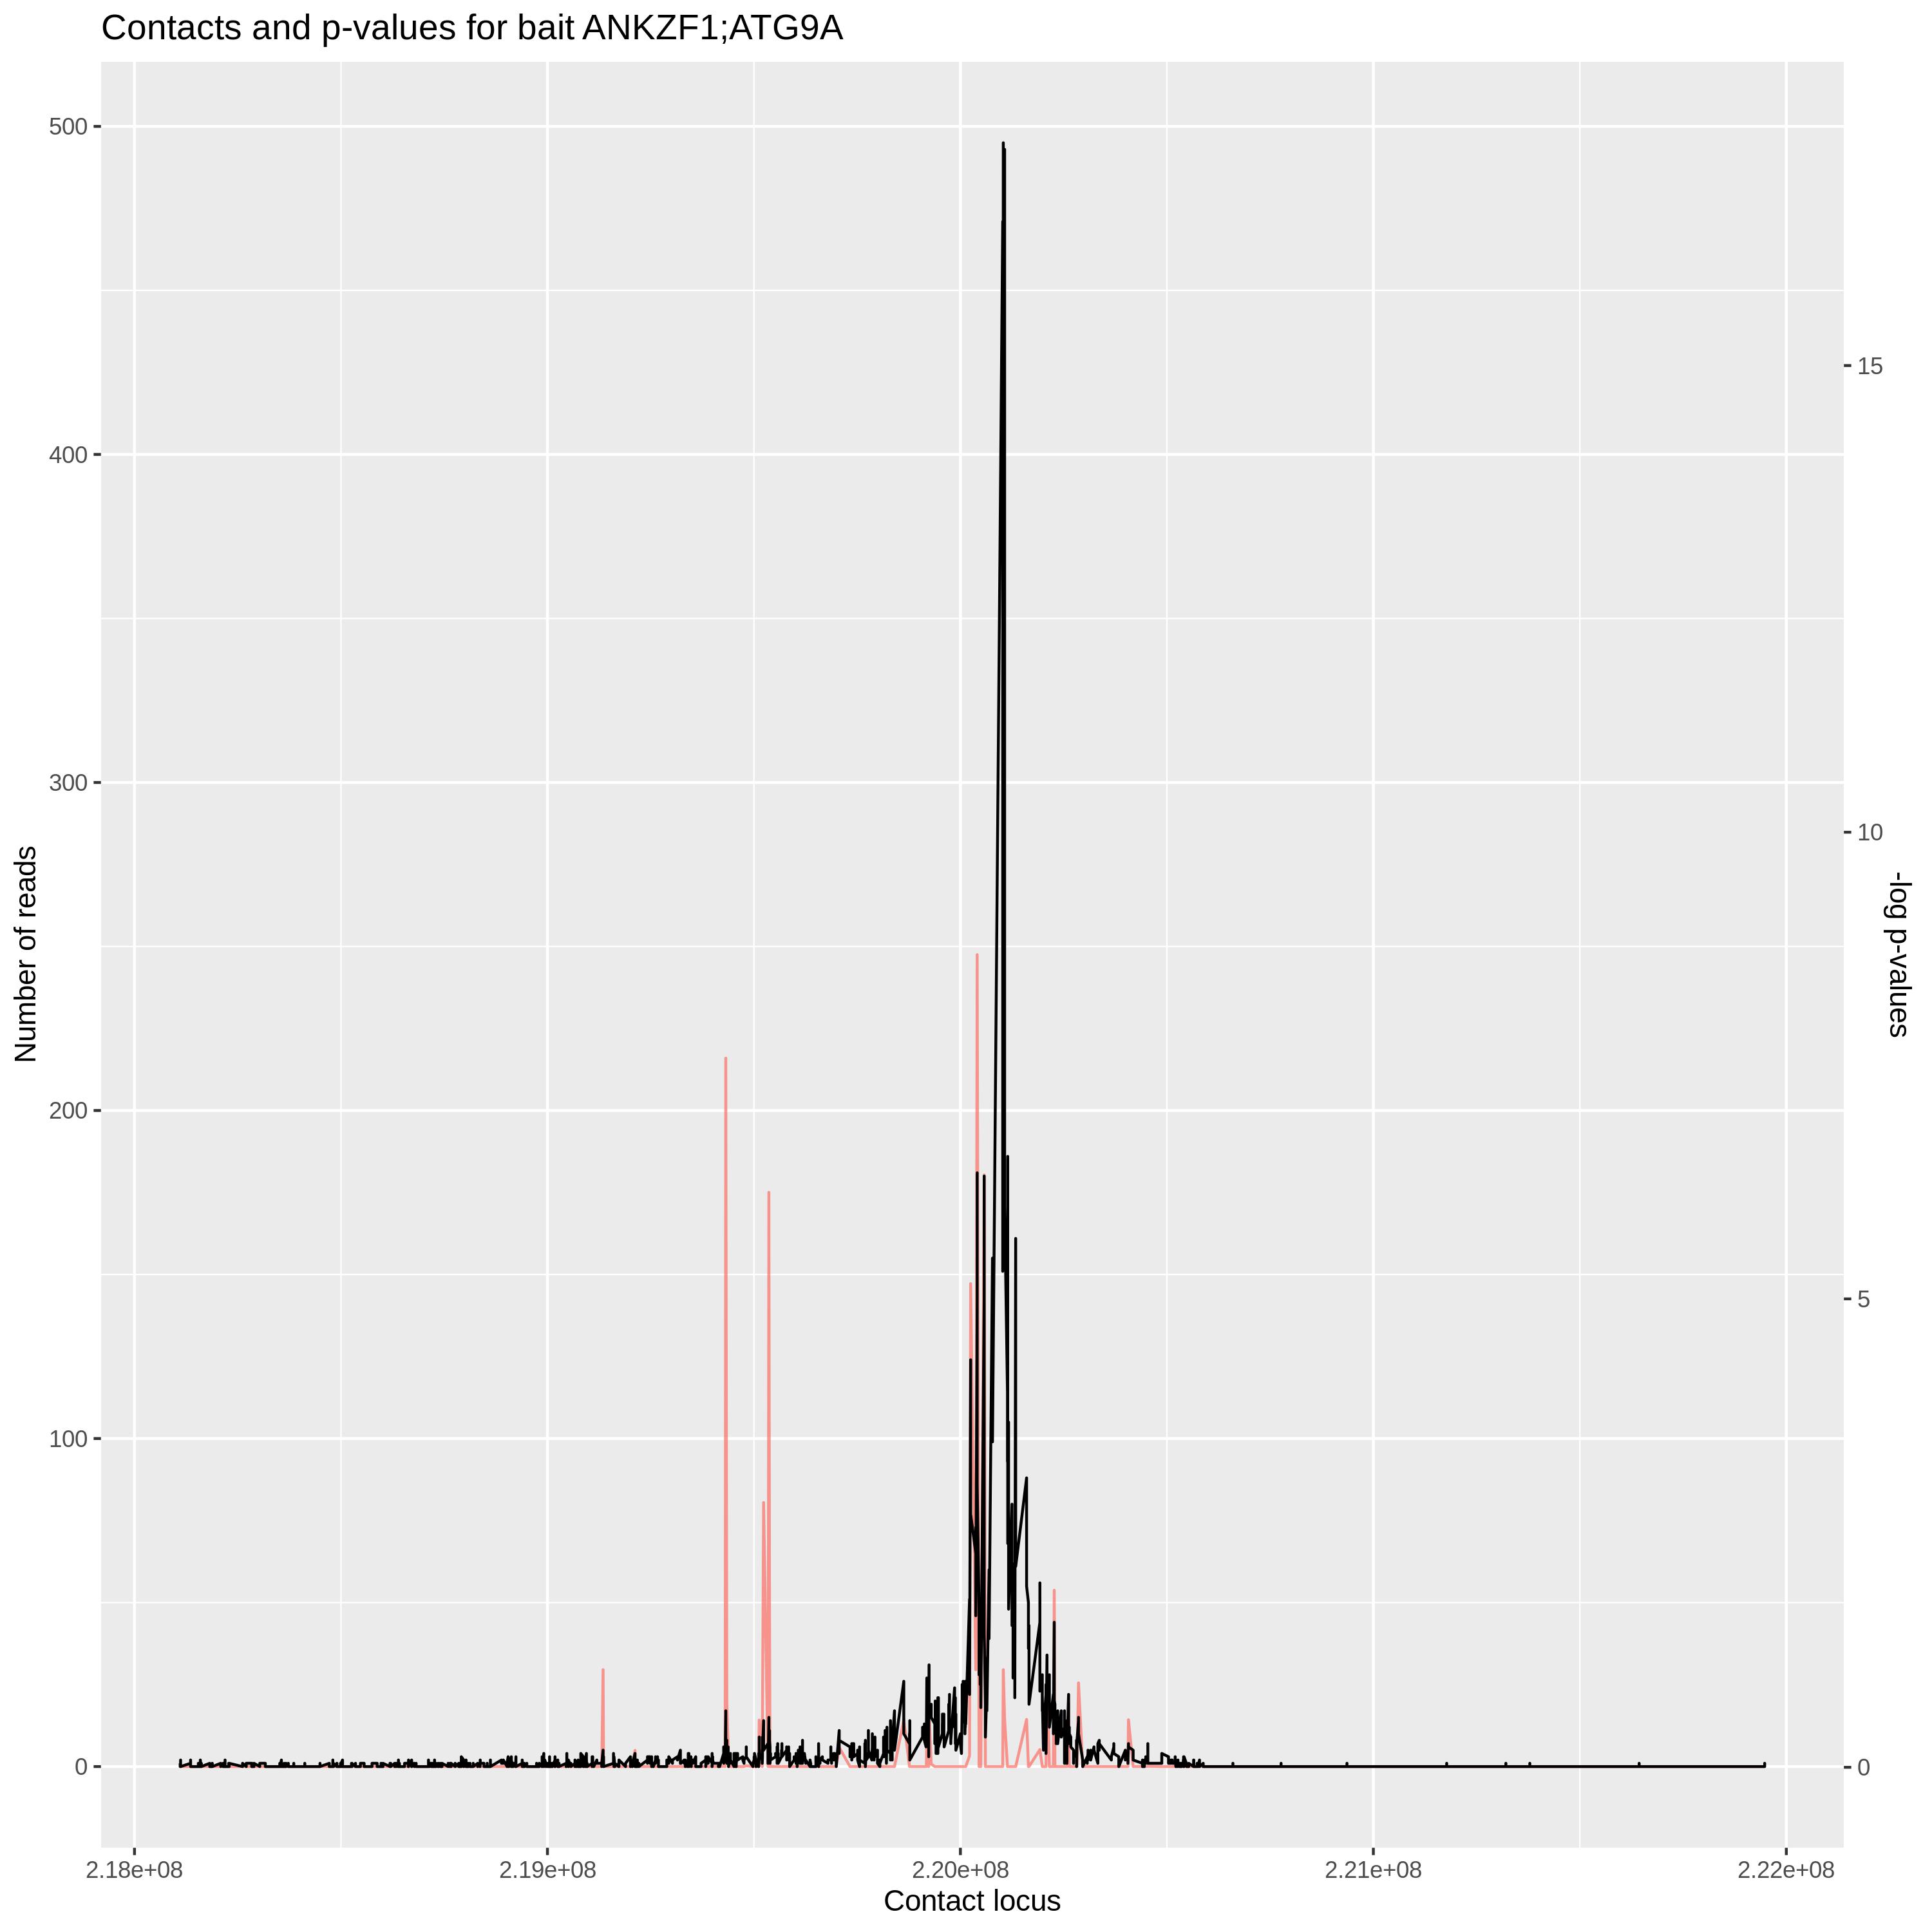 Contacts and p-values for bait ANKZF1;ATG9A
500
400
300
200
100
0
Number of reads
15
10
5
0
-log p-values
2.18e+08
2.19e+08
2.20e+08
2.21e+08
2.22e+08
Contact locus